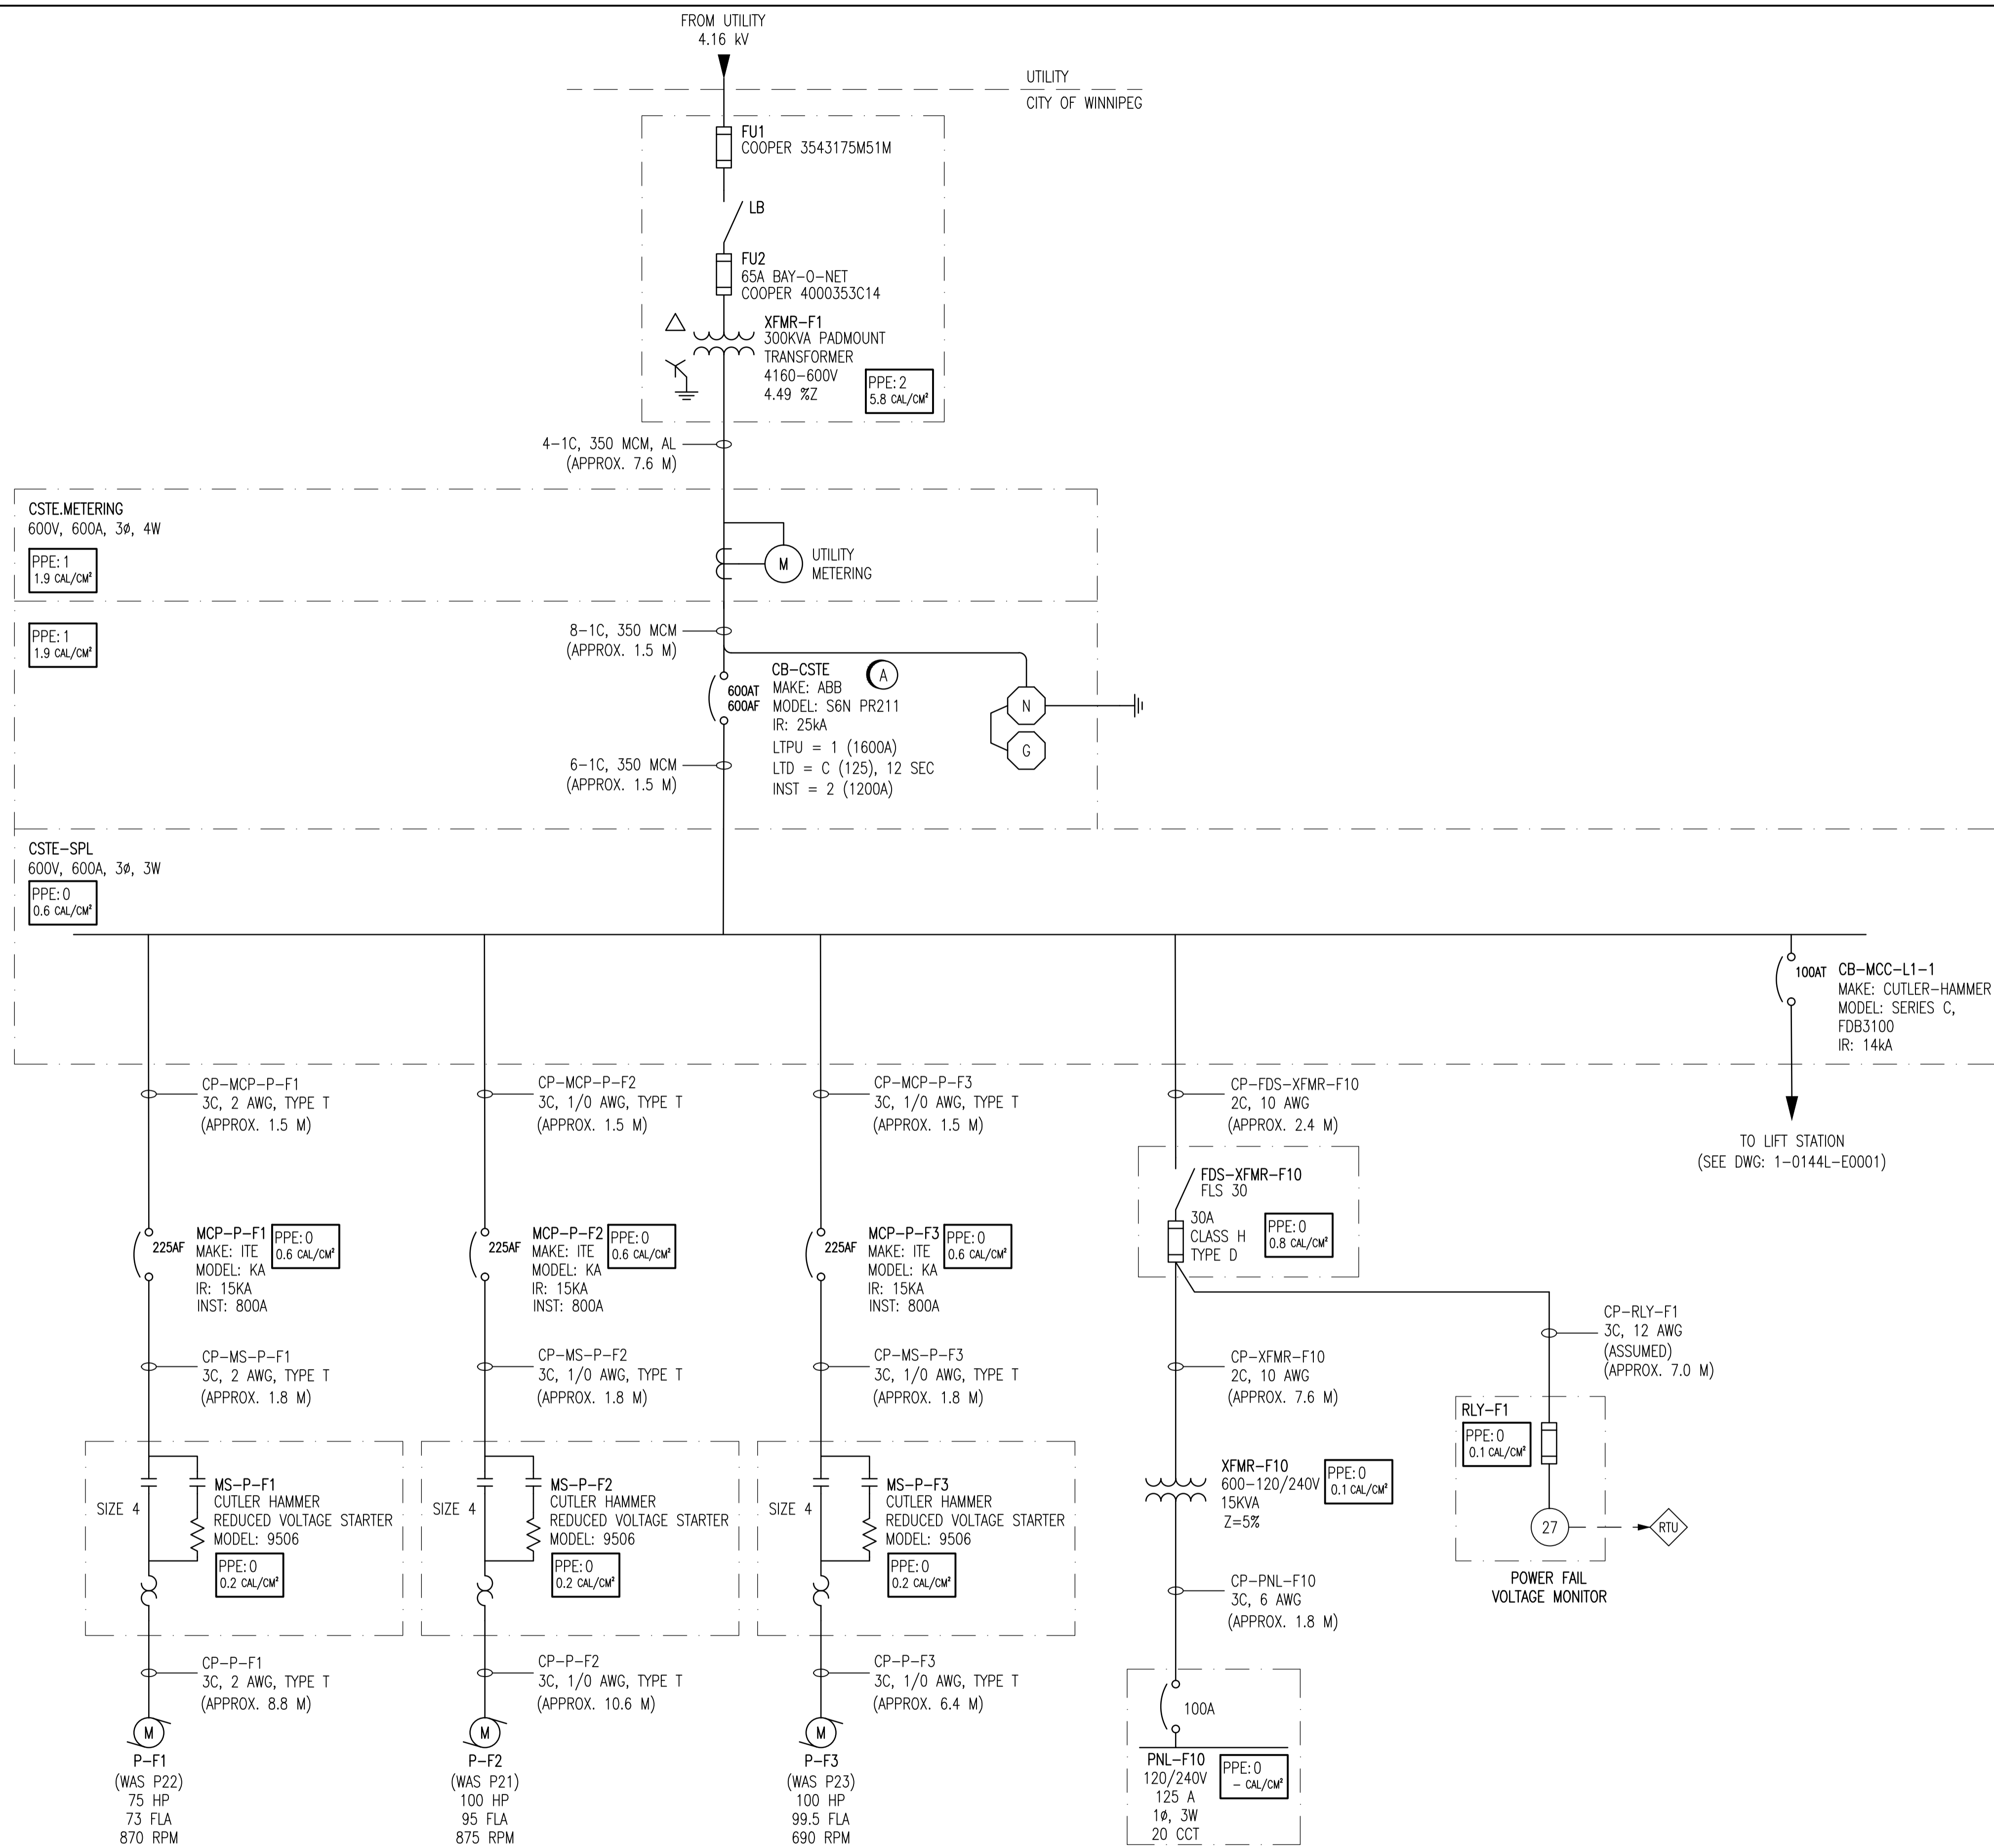 FROM UTILITY
4.16 kV
UTILITY
CITY OF WINNIPEG
FU1
COOPER 3543175M51M
LB
FU2
65A BAY-O-NET
COOPER 4000353C14
XFMR-F1
300KVA PADMOUNT
TRANSFORMER
4160-600V
4.49 %Z
PPE: 2
5.8 CAL/CM²
4-1C, 350 MCM, AL
(APPROX. 7.6 M)
CSTE.METERING
600V, 600A, 3ø, 4W
PPE: 1
1.9 CAL/CM²
M
UTILITY
METERING
PPE: 1
1.9 CAL/CM²
8-1C, 350 MCM
(APPROX. 1.5 M)
600AT
600AF
CB-CSTE
A
MAKE: ABB
MODEL: S6N PR211
IR: 25kA
LTPU = 1 (1600A)
LTD = C (125), 12 SEC
INST = 2 (1200A)
N
G
6-1C, 350 MCM
(APPROX. 1.5 M)
CSTE-SPL
600V, 600A, 3ø, 3W
PPE: 0
0.6 CAL/CM²
100AT
CB-MCC-L1-1
MAKE: CUTLER-HAMMER
MODEL: SERIES C,
FDB3100
IR: 14kA
TO LIFT STATION
(SEE DWG: 1-0144L-E0001)
CP-MCP-P-F1
3C, 2 AWG, TYPE T
(APPROX. 1.5 M)
CP-MCP-P-F2
3C, 1/0 AWG, TYPE T
(APPROX. 1.5 M)
CP-MCP-P-F3
3C, 1/0 AWG, TYPE T
(APPROX. 1.5 M)
CP-FDS-XFMR-F10
2C, 10 AWG
(APPROX. 2.4 M)
225AF
MCP-P-F1
MAKE: ITE
MODEL: KA
IR: 15KA
INST: 800A
PPE: 0
0.6 CAL/CM²
225AF
MCP-P-F2
MAKE: ITE
MODEL: KA
IR: 15KA
INST: 800A
PPE: 0
0.6 CAL/CM²
225AF
MCP-P-F3
MAKE: ITE
MODEL: KA
IR: 15KA
INST: 800A
PPE: 0
0.6 CAL/CM²
FDS-XFMR-F10
FLS 30
30A
CLASS H
TYPE D
PPE: 0
0.8 CAL/CM²
CP-MS-P-F1
3C, 2 AWG, TYPE T
(APPROX. 1.8 M)
CP-MS-P-F2
3C, 1/0 AWG, TYPE T
(APPROX. 1.8 M)
CP-MS-P-F3
3C, 1/0 AWG, TYPE T
(APPROX. 1.8 M)
CP-XFMR-F10
2C, 10 AWG
(APPROX. 7.6 M)
CP-RLY-F1
3C, 12 AWG
(ASSUMED)
(APPROX. 7.0 M)
SIZE 4
MS-P-F1
CUTLER HAMMER
REDUCED VOLTAGE STARTER
MODEL: 9506
PPE: 0
0.2 CAL/CM²
SIZE 4
MS-P-F2
CUTLER HAMMER
REDUCED VOLTAGE STARTER
MODEL: 9506
PPE: 0
0.2 CAL/CM²
SIZE 4
MS-P-F3
CUTLER HAMMER
REDUCED VOLTAGE STARTER
MODEL: 9506
PPE: 0
0.2 CAL/CM²
XFMR-F10
600-120/240V
15KVA
Z=5%
PPE: 0
0.1 CAL/CM²
RLY-F1
PPE: 0
0.1 CAL/CM²
27
RTU
POWER FAIL
VOLTAGE MONITOR
CP-PNL-F10
3C, 6 AWG
(APPROX. 1.8 M)
CP-P-F1
3C, 2 AWG, TYPE T
(APPROX. 8.8 M)
CP-P-F2
3C, 1/0 AWG, TYPE T
(APPROX. 10.6 M)
CP-P-F3
3C, 1/0 AWG, TYPE T
(APPROX. 6.4 M)
M
P-F1
(WAS P22)
75 HP
73 FLA
870 RPM
M
P-F2
(WAS P21)
100 HP
95 FLA
875 RPM
M
P-F3
(WAS P23)
100 HP
99.5 FLA
690 RPM
100A
PNL-F10
120/240V
125 A
1ø, 3W
20 CCT
PPE: 0
- CAL/CM²